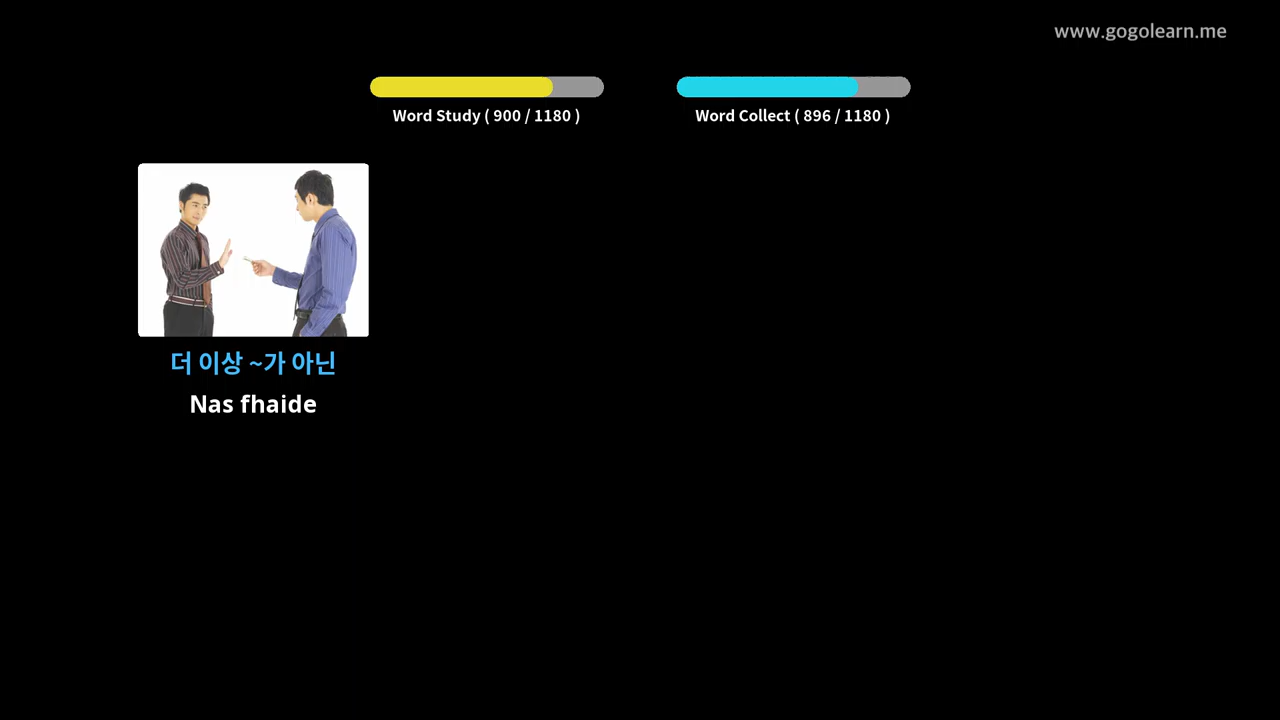 www.gogolearn.me
Word Study ( 900 / 1180 )
Word Collect ( 896 / 1180 )
더 이상 ~가 아닌
Nas fhaide